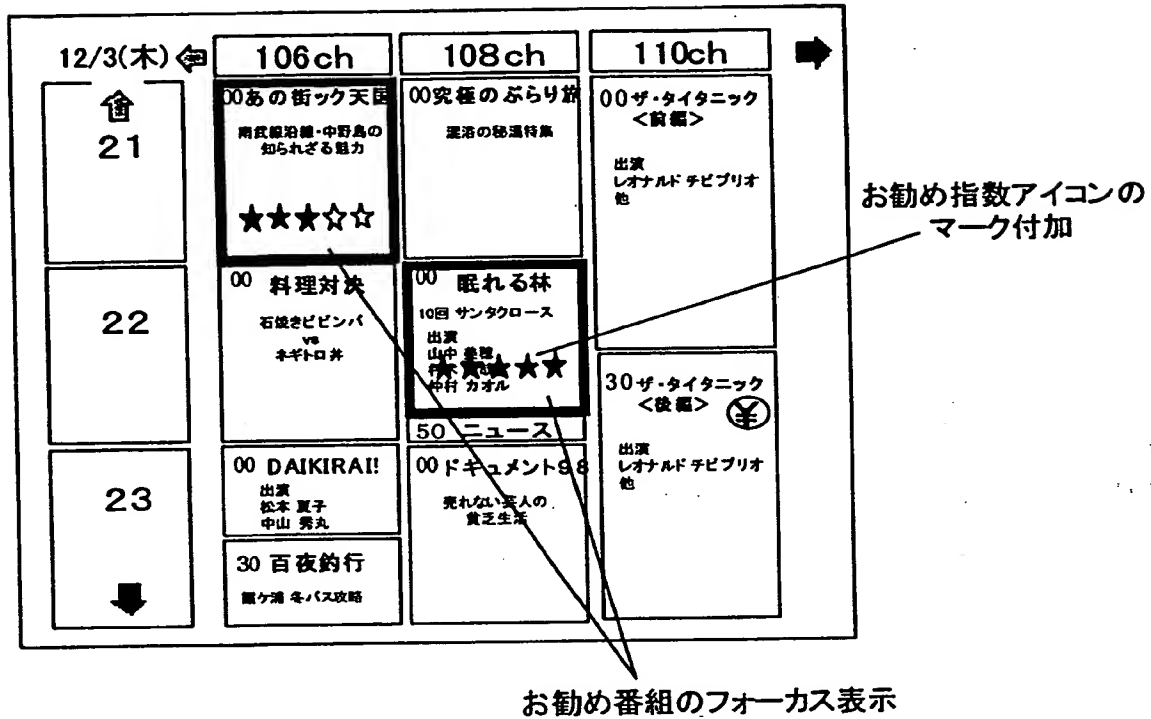 12/3(木)
106ch
108ch
110ch
21
22
23
00あの街ック天国
南武線沿線・中野島の
知られざる魅力
★★★☆☆
00 料理対決
石焼きビビンバ
vs
ネギトロ丼
00 DAIKIRAI!
出演
松本 夏子
中山 秀丸
30 百夜釣行
冬バス攻略
00究極のぶらり旅
混浴の秘湯特集
00 眠れる林
10回 サンタクロース
出演
山中
★★★★★
仲村 カオル
50 ニュース
00ドキュメント98
売れない芸人の
貧乏生活
00ザ・タイタニック
<前編>
出演
レオナルド チビプリオ
他
30ザ・タイタニック
<後編>
¥
出演
レオナルド チビプリオ
他
お勧め指数アイコンの
マーク付加
お勧め番組のフォーカス表示